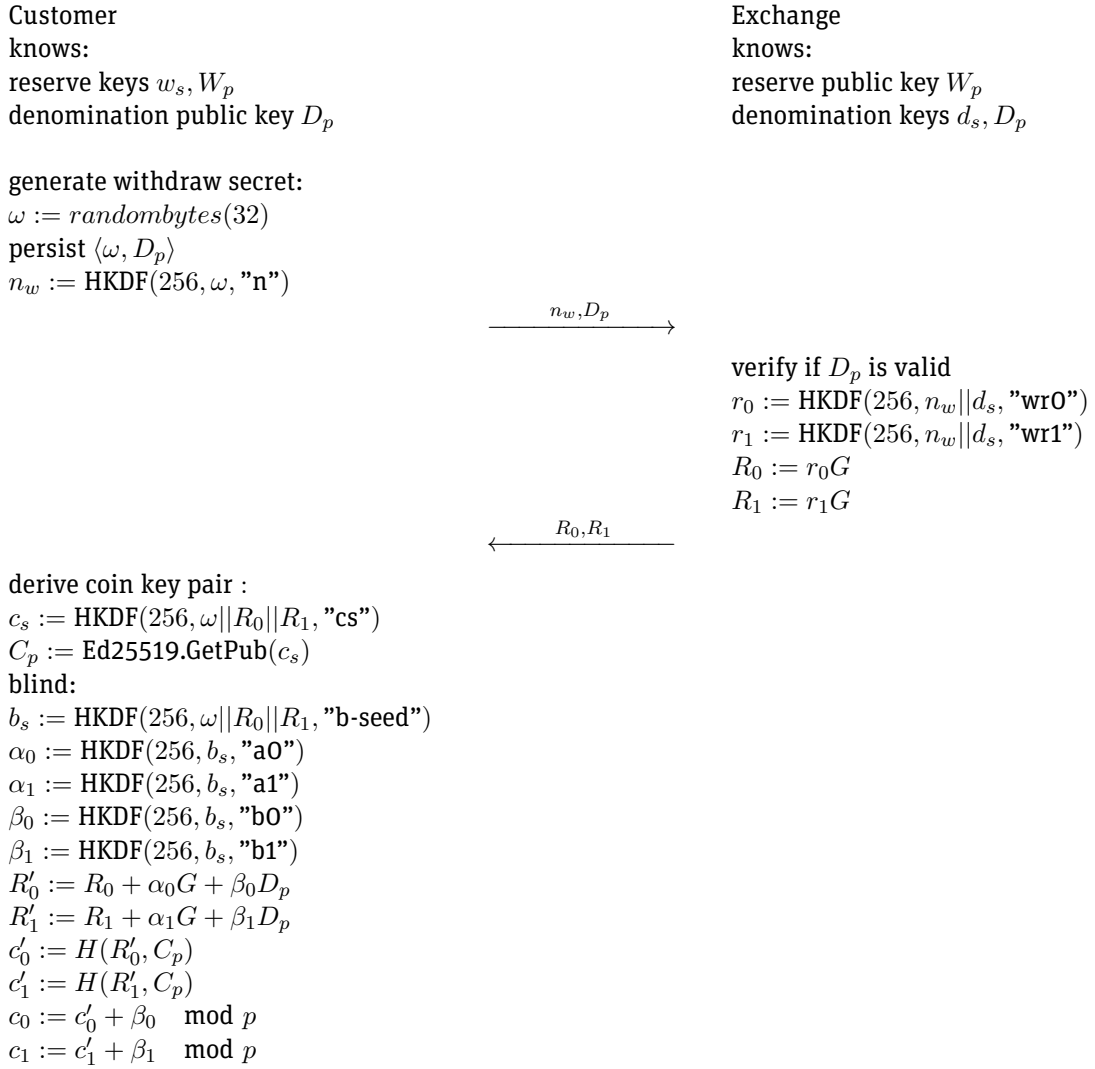 Customer
knows:
reserve keys w_s, W_p
denomination public key D_p
Exchange
knows:
reserve public key W_p
denomination keys d_s, D_p
generate withdraw secret:
ω := randombytes(32)
persist ⟨ω, D_p⟩
n_w := HKDF(256, ω, ”n”)
n_w,D_p
verify if D_p is valid
r_0 := HKDF(256, n_w||d_s, ”wr0”)
r_1 := HKDF(256, n_w||d_s, ”wr1”)
R_0 := r_0G
R_1 := r_1G
R_0,R_1
derive coin key pair :
c_s := HKDF(256, ω||R_0||R_1, ”cs”)
C_p := Ed25519.GetPub(c_s)
blind:
b_s := HKDF(256, ω||R_0||R_1, ”b-seed”)
α_0 := HKDF(256, b_s, ”a0”)
α_1 := HKDF(256, b_s, ”a1”)
β_0 := HKDF(256, b_s, ”b0”)
β_1 := HKDF(256, b_s, ”b1”)
R′_0 := R_0 + α_0G + β_0D_p
R′_1 := R_1 + α_1G + β_1D_p
c′_0 := H(R′_0, C_p)
c′_1 := H(R′_1, C_p)
c_0 := c′_0 + β_0 mod p
c_1 := c′_1 + β_1 mod p